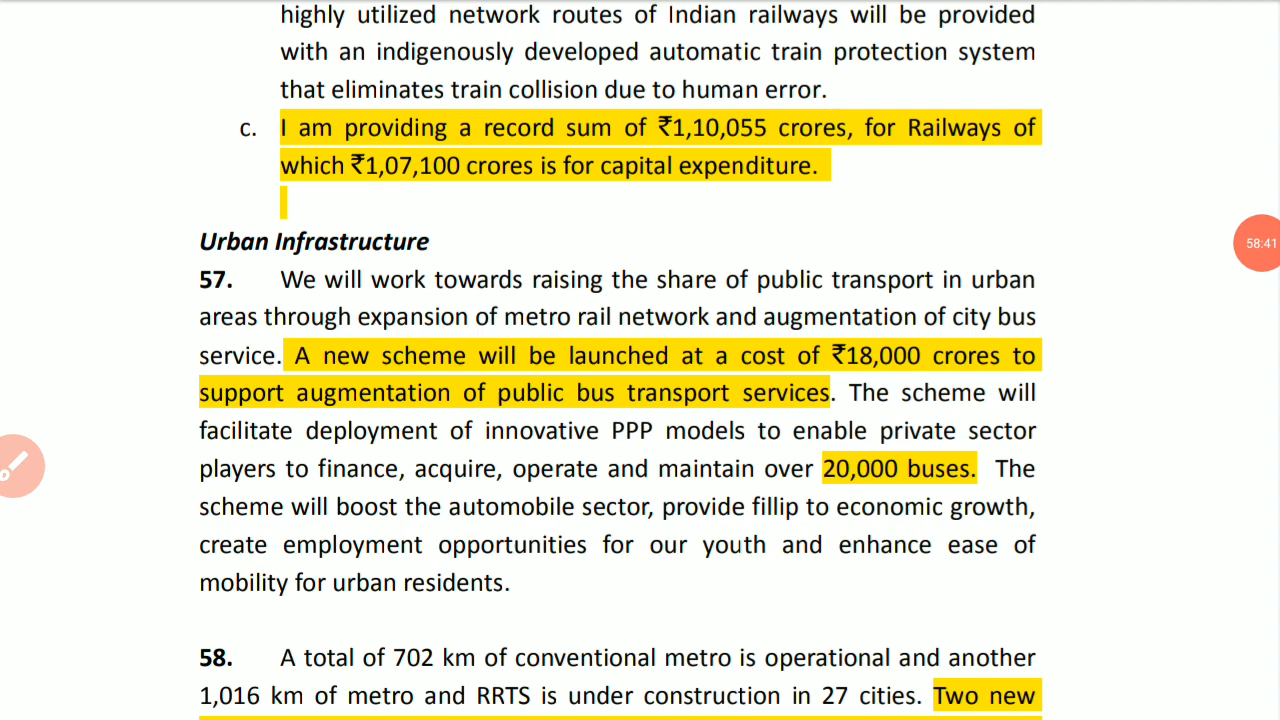 highly utilized network routes of Indian railways will be provided
with an indigenously developed automatic train protection system
that eliminates train collision due to human error.
c. I am providing a record sum of ₹1,10,055 crores, for Railways of
which ₹1,07,100 crores is for capital expenditure.
Urban Infrastructure
58:41
57. We will work towards raising the share of public transport in urban
areas through expansion of metro rail network and augmentation of city bus
service. A new scheme will be launched at a cost of ₹18,000 crores to
support augmentation of public bus transport services. The scheme will
facilitate deployment of innovative PPP models to enable private sector
players to finance, acquire, operate and maintain over 20,000 buses. The
scheme will boost the automobile sector, provide fillip to economic growth,
create employment opportunities for our youth and enhance ease of
mobility for urban residents.
58. A total of 702 km of conventional metro is operational and another
1,016 km of metro and RRTS is under construction in 27 cities. Two new